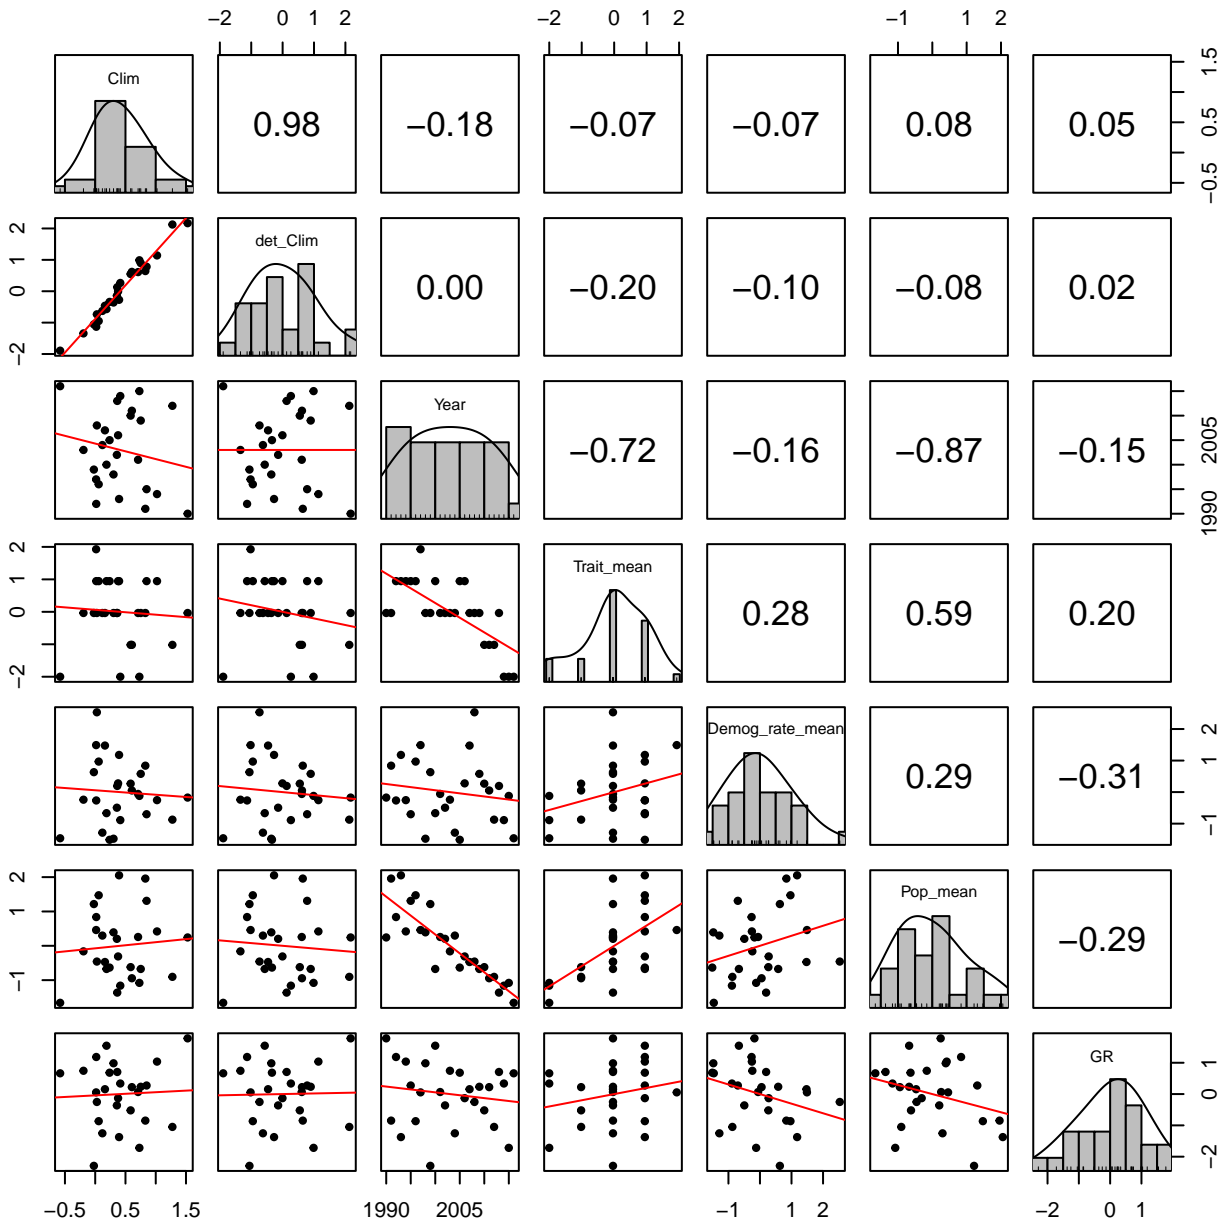 −2 0 1 2 −2 0 1 2 −1 1 2
Clim 0.98 −0.18 −0.07 −0.07 0.08 0.05 −0.5 0.5 1.5
−2 0 1 2 det_Clim 0.00 −0.20 −0.10 −0.08 0.02
Year −0.72 −0.16 −0.87 −0.15 1990 2005
−2 0 1 2 Trait_mean 0.28 0.59 0.20
Demog_rate_mean 0.29 −0.31 −1 1 2
−1 1 2 Pop_mean −0.29
GR −2 0 1
−0.5 0.5 1.5 1990 2005 −1 1 2 −2 0 1